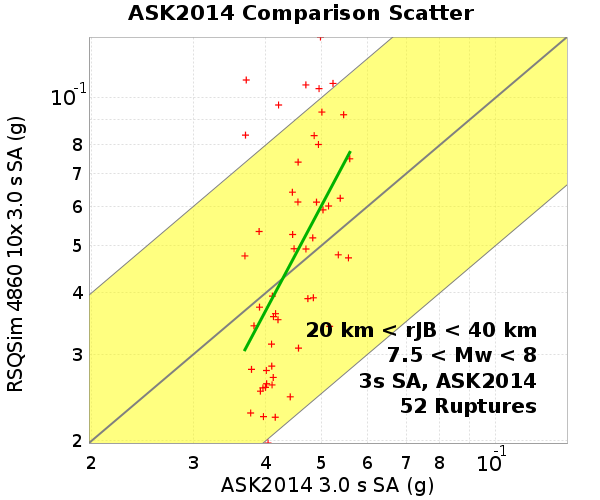 ASK2014 Comparison Scatter
RSQSim 4860 10x 3.0 s SA (g)
10-1
8
7
6
5
4
3
2
20 km < rJB < 40 km
7.5 < Mw < 8
3s SA, ASK2014
52 Ruptures
2 3 4 5 6 7 8 10-1
ASK2014 3.0 s SA (g)